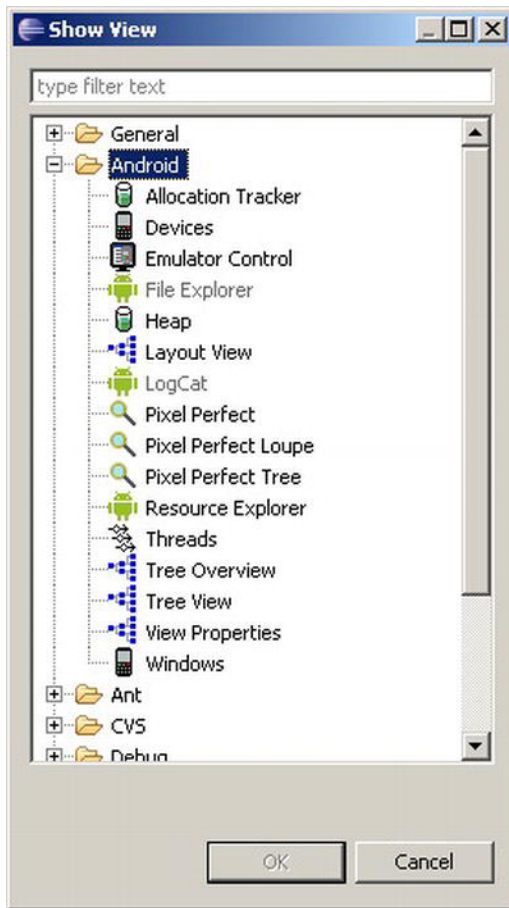 Show View
type filter text
General
Android
Allocation Tracker
Devices
Emulator Control
File Explorer
Heap
Layout View
LogCat
Pixel Perfect
Pixel Perfect Loupe
Pixel Perfect Tree
Resource Explorer
Threads
Tree Overview
Tree View
View Properties
Windows
Ant
CVS
Debug
OK Cancel